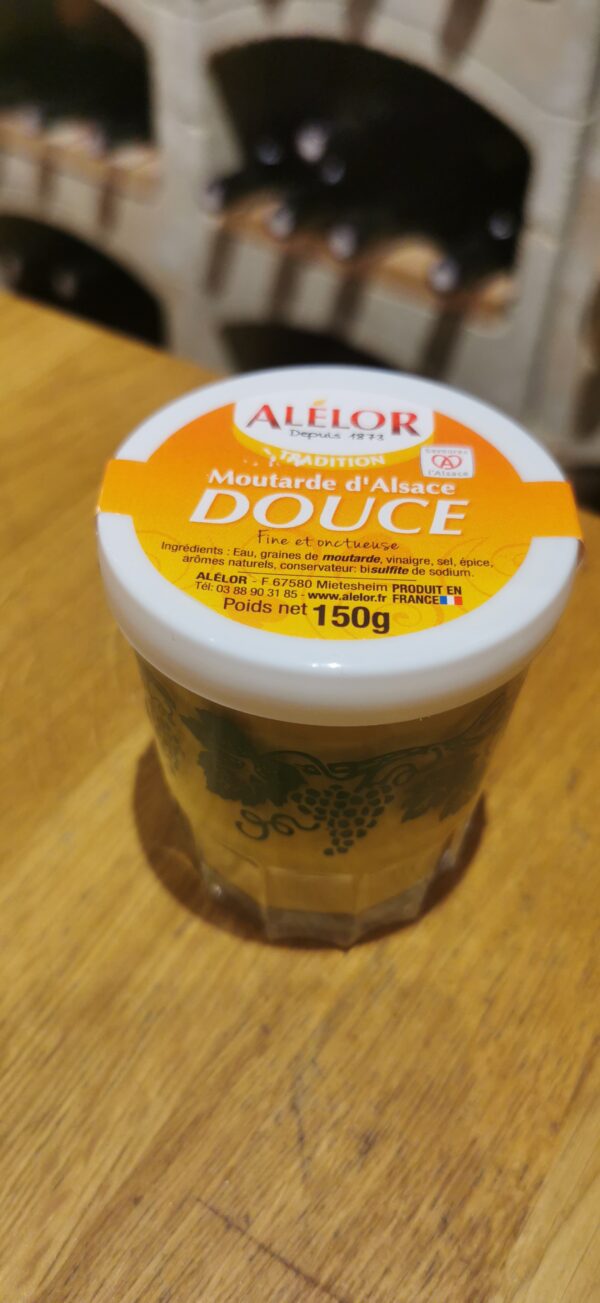 ALÉLOR
Depuis 1873
TRADITION
Savourez
l'Alsace
Moutarde d'Alsace
DOUCE
Fine et onctueuse
Ingrédients : Eau, graines de moutarde, vinaigre, sel, épice,
arômes naturels, conservateur: bisulfite de sodium.
ALÉLOR - F 67580 Mietesheim PRODUIT EN
Tél: 03 88 90 31 85 - www.alelor.fr FRANCE
Poids net 150g